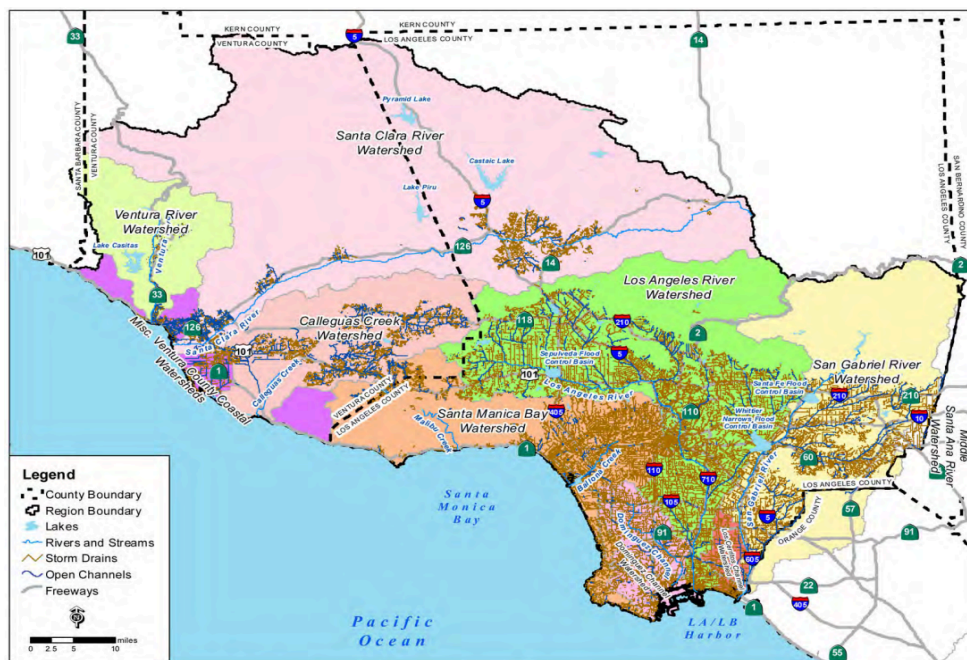 33
KERN COUNTY
VENTURA COUNTY
5
KERN COUNTY
LOS ANGELES COUNTY
14
SANTA BARBARA COUNTY
VENTURA COUNTY
SAN BERNARDINO COUNTY
LOS ANGELES COUNTY
Pyramid Lake
Santa Clara River
Watershed
Castaic Lake
Lake Piru
5
Ventura River
Watershed
Lake Casitas
101
126
14
2
33
126
Santa Clara River
Los Angeles River
Watershed
Calleguas Creek
Watershed
118
210
2
5
101
Sepulveda Flood
Control Basin
101
Los Angeles River
San Gabriel River
Watershed
Santa Fe Flood
Control Basin
210
210
Misc. Ventura County Coastal
Watersheds
1
Calleguas Creek
VENTURA COUNTY
LOS ANGELES COUNTY
Santa Manica Bay
Watershed
405
110
Whittier
Narrows Flood
Control Basin
10
Middle
Santa Ana River
Watershed
Malibu Creek
1
Ballona Creek
110
710
60
San Gabriel River
LOS ANGELES COUNTY
ORANGE COUNTY
57
Legend
County Boundary
Region Boundary
Lakes
Rivers and Streams
Storm Drains
Open Channels
Freeways
0 2.5 5 10
miles
Santa
Monica
Bay
105
5
91
91
Dominguez Channel
Dominguez Channel
Watershed
605
22
405
1
55
LA/LB
Harbor
Pacific
Ocean